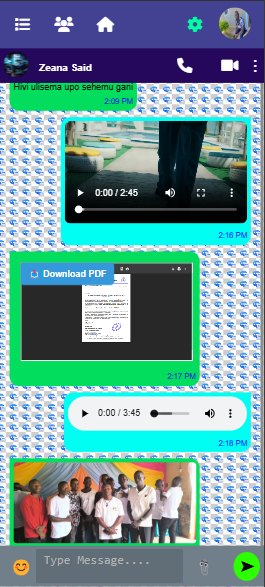 Zeana Said
Hivi ulisema upo sehemu gani
2:09 PM
0:00 / 2:45
2:16 PM
Download PDF
2:17 PM
0:00 / 3:45
2:18 PM
Type Message....